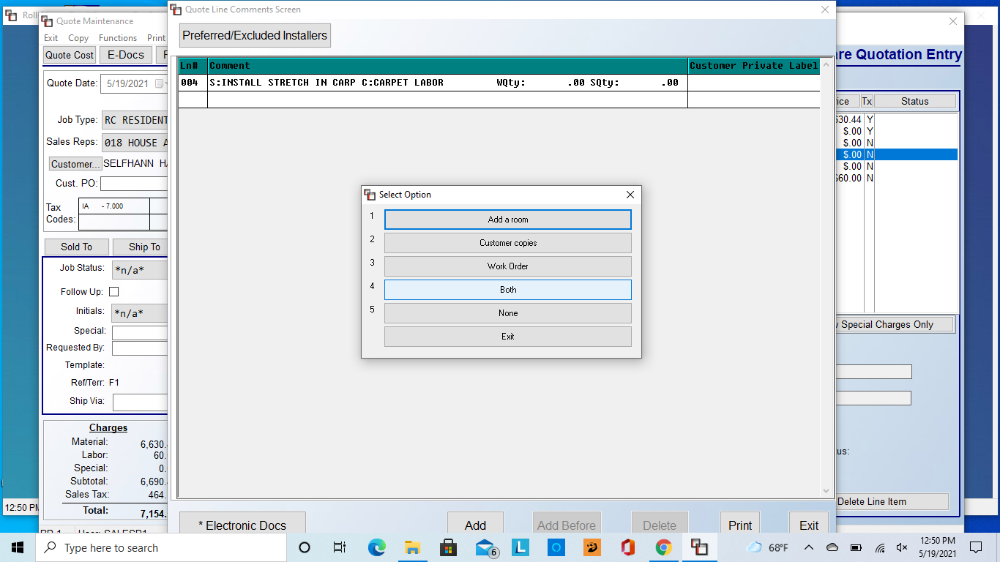 Quote Line Comments Screen
Preferred/Excluded Installers
Ln# Comment Customer Private Label
004 S:INSTALL STRETCH IN CARP C:CARPET LABOR WQty: .00 SQty: .00
Select Option
1 Add a room
2 Customer copies
3 Work Order
4 Both
5 None
Exit
* Electronic Docs Add Add Before Delete Print Exit
Quote Maintenance
Exit Copy Functions Print
Quote Cost E-Docs
Quote Date: 5/19/2021
Job Type: RC RESIDENT
Sales Reps: 018 HOUSE A
Customer... SELFHANN HA
Cust. PO:
Tax Codes: IA - 7.000
Sold To Ship To
Job Status: *n/a*
Follow Up:
Initials: *n/a*
Special:
Requested By:
Template:
Ref/Terr: F1
Ship Via:
Charges
Material: 6,630.
Labor: 60.
Special: 0.
Subtotal: 6,690.
Sales Tax: 464.
Total: 7,154.
Quotation Entry
Tx Status
630.44 Y
$.00 Y
$.00 N
$.00 N
$.00 N
$60.00 N
Special Charges Only
us:
Delete Line Item
12:50 PM
Type here to search
6
68°F
12:50 PM
5/19/2021